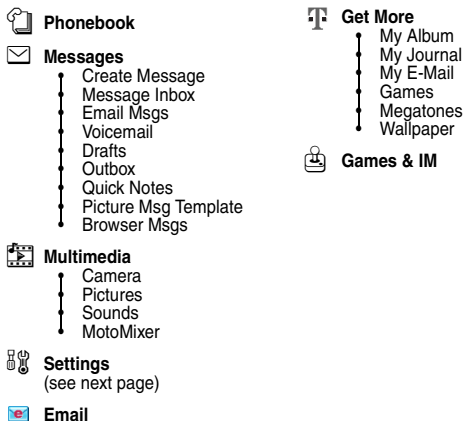 Phonebook
Messages
Create Message
Message Inbox
Email Msgs
Voicemail
Drafts
Outbox
Quick Notes
Picture Msg Template
Browser Msgs
Multimedia
Camera
Pictures
Sounds
MotoMixer
Settings
(see next page)
Email
Get More
My Album
My Journal
My E-Mail
Games
Megatones
Wallpaper
Games & IM